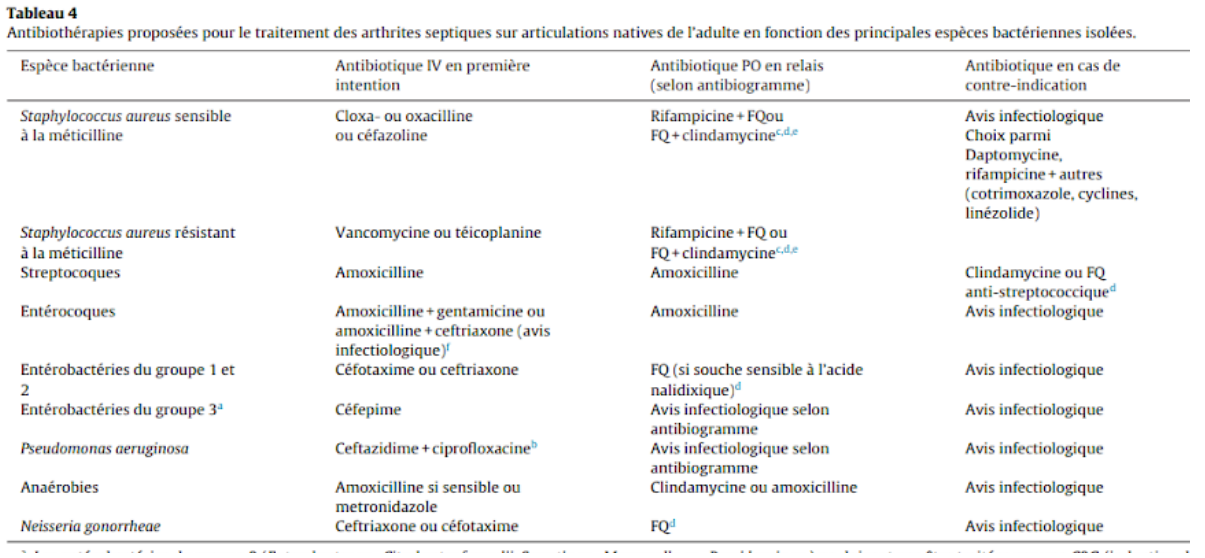 Tableau 4
Antibiothérapies proposées pour le traitement des arthrites septiques sur articulations natives de l'adulte en fonction des principales espèces bactériennes isolées.
Espèce bactérienne Antibiotique IV en première intention Antibiotique PO en relais (selon antibiogramme) Antibiotique en cas de contre-indication
Staphylococcus aureus sensible à la méticilline Cloxa- ou oxacilline ou céfazoline Rifampicine + FQou FQ + clindamycine c,d,e Avis infectiologique Choix parmi Daptomycine, rifampicine + autres (cotrimoxazole, cyclines, linézolide)
Staphylococcus aureus résistant à la méticilline Vancomycine ou téicoplanine Rifampicine + FQ ou FQ + clindamycine c,d,e
Streptocoques Amoxicilline Amoxicilline Clindamycine ou FQ anti-streptococcique d
Entérocoques Amoxicilline + gentamicine ou amoxicilline + ceftriaxone (avis infectiologique) f Amoxicilline Avis infectiologique
Entérobactéries du groupe 1 et 2 Céfotaxime ou ceftriaxone FQ (si souche sensible à l'acide nalidixique) d Avis infectiologique
Entérobactéries du groupe 3 a Céfepime Avis infectiologique selon antibiogramme Avis infectiologique
Pseudomonas aeruginosa Ceftazidime + ciprofloxacine b Avis infectiologique selon antibiogramme Avis infectiologique
Anaérobies Amoxicilline si sensible ou metronidazole Clindamycine ou amoxicilline Avis infectiologique
Neisseria gonorrheae Ceftriaxone ou céfotaxime FQ d Avis infectiologique